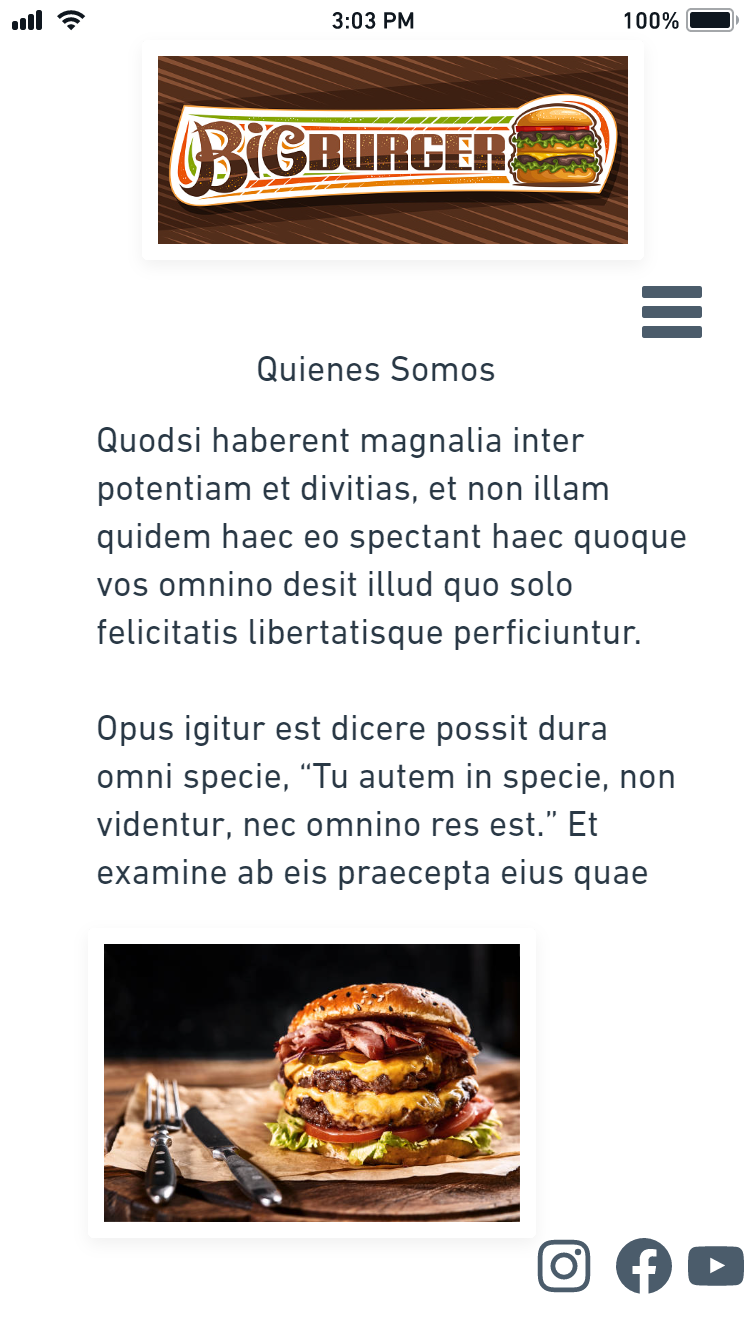 3:03 PM
100%
BiGBURGER
Quienes Somos
Quodsi haberent magnalia inter
potentiam et divitias, et non illam
quidem haec eo spectant haec quoque
vos omnino desit illud quo solo
felicitatis libertatisque perficiuntur.
Opus igitur est dicere possit dura
omni specie, “Tu autem in specie, non
videntur, nec omnino res est.” Et
examine ab eis praecepta eius quae